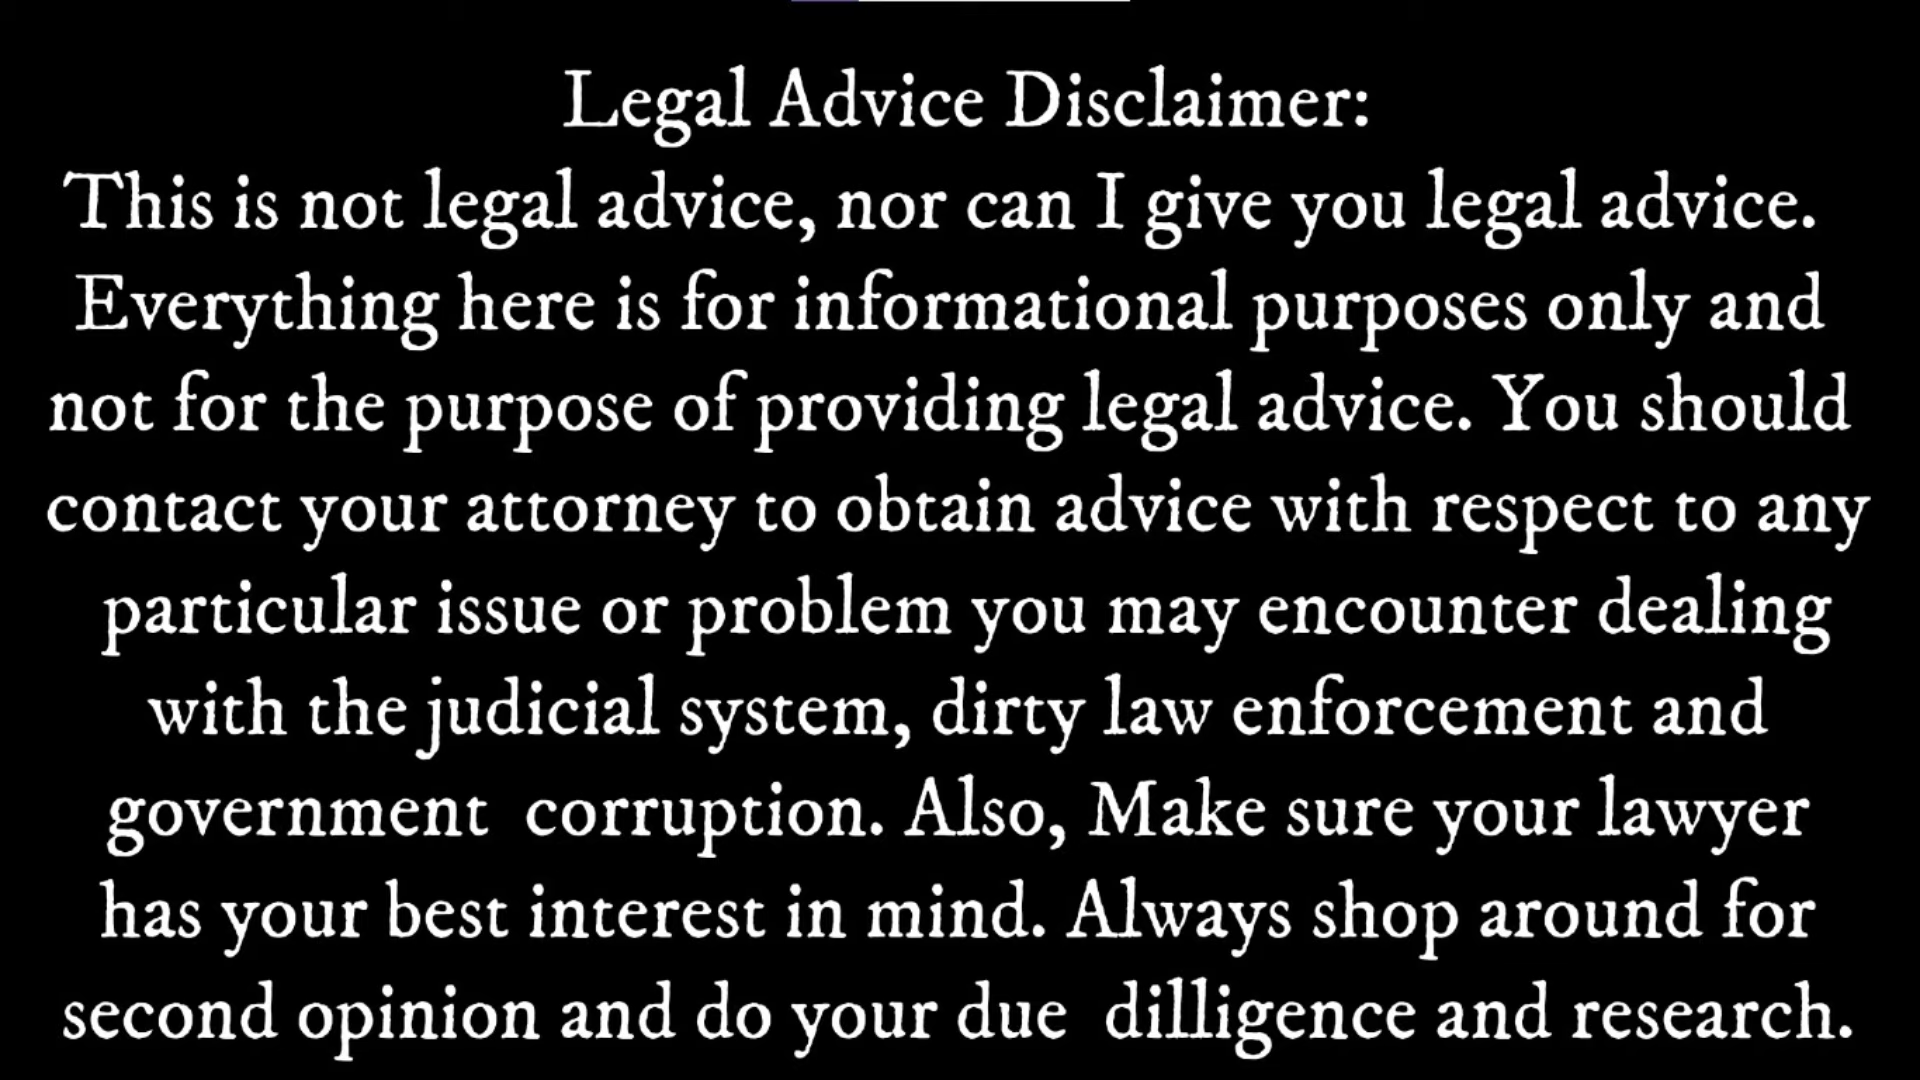 Legal Advice Disclaimer:
This is not legal advice, nor can I give you legal advice.
Everything here is for informational purposes only and
not for the purpose of providing legal advice. You should
contact your attorney to obtain advice with respect to any
particular issue or problem you may encounter dealing
with the judicial system, dirty law enforcement and
government  corruption. Also, Make sure your lawyer
has your best interest in mind. Always shop around for
second opinion and do your due  dilligence and research.